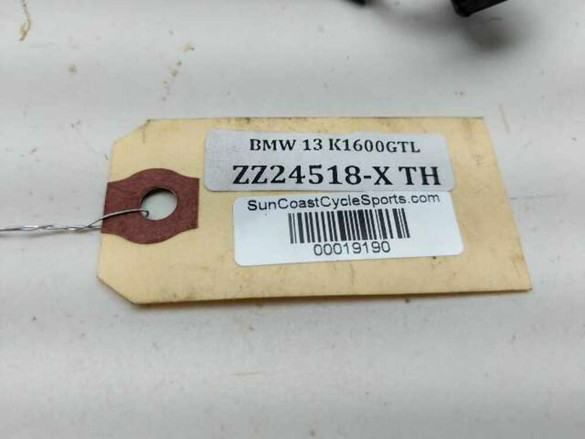 BMW 13 K1600GTL
ZZ24518-X TH
SunCoastCycleSports.com
00019190